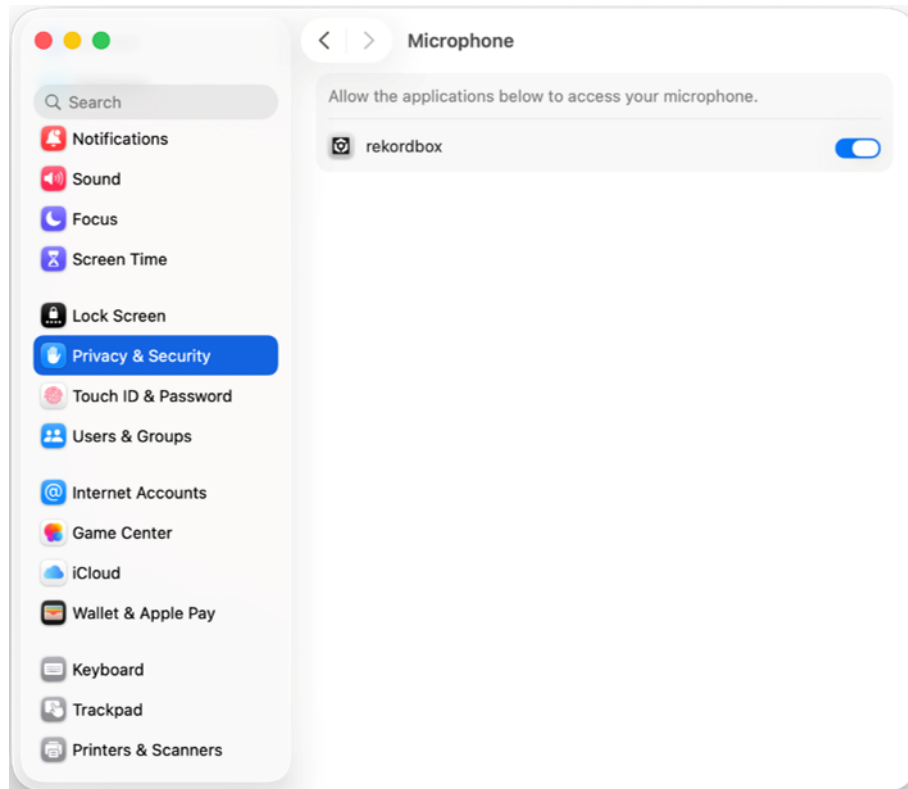 Search
Notifications
Sound
Focus
Screen Time
Lock Screen
Privacy & Security
Touch ID & Password
Users & Groups
Internet Accounts
Game Center
iCloud
Wallet & Apple Pay
Keyboard
Trackpad
Printers & Scanners
Microphone
Allow the applications below to access your microphone.
rekordbox